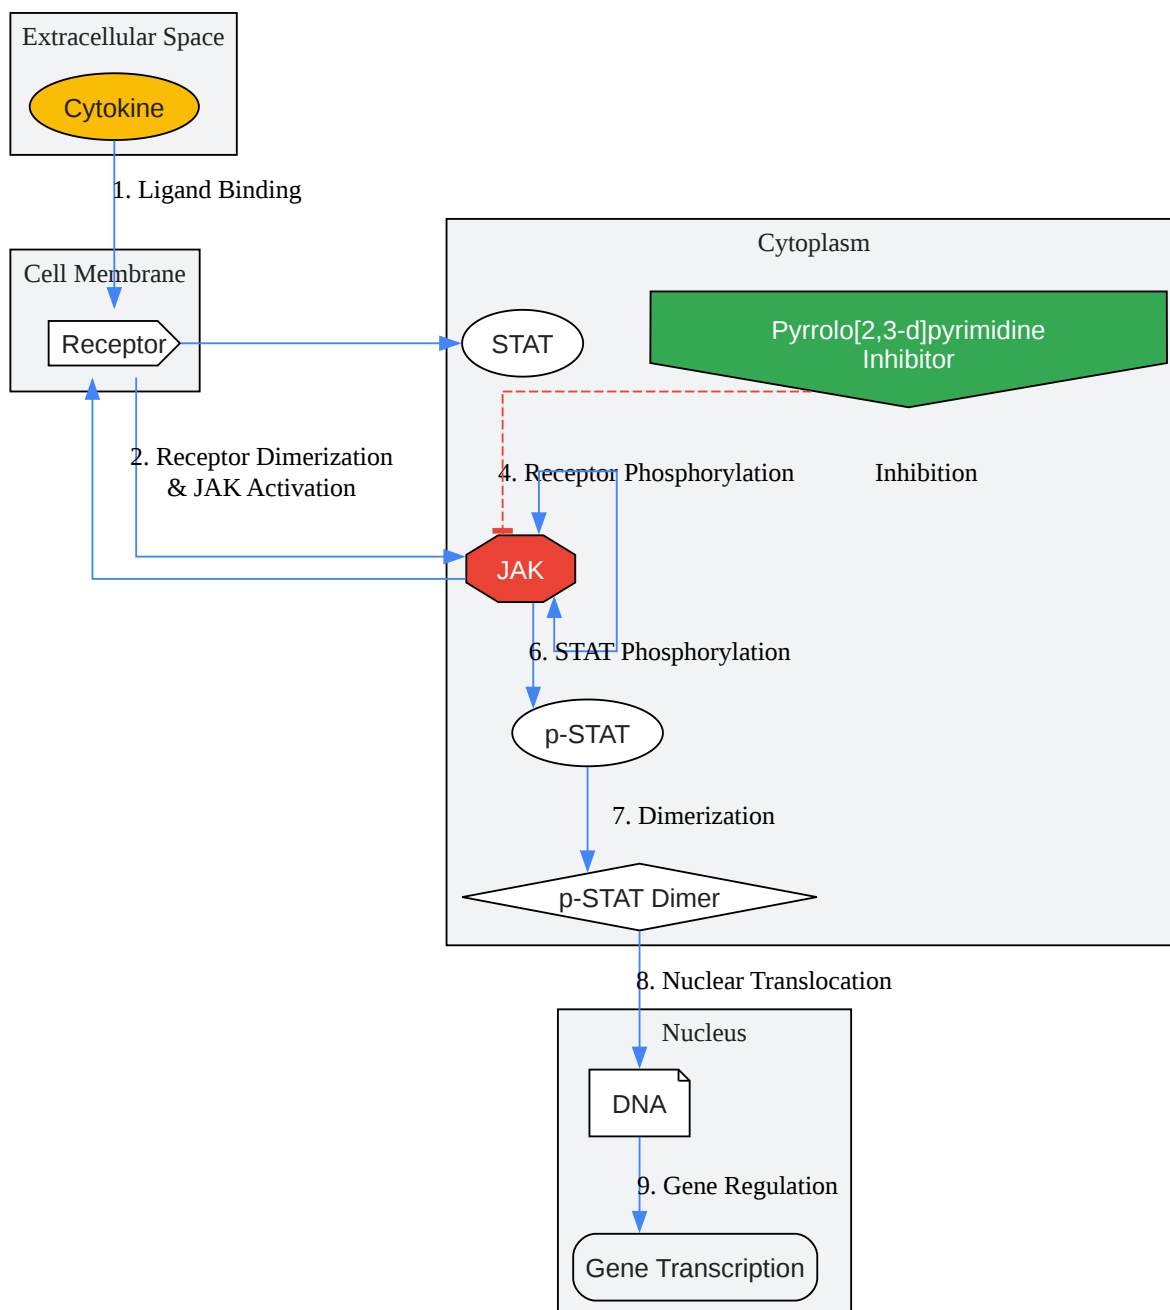 Extracellular Space
Cytokine
1. Ligand Binding
Cell Membrane
Receptor
Cytoplasm
STAT
Pyrrolo[2,3-d]pyrimidine
Inhibitor
2. Receptor Dimerization
& JAK Activation
4. Receptor Phosphorylation
Inhibition
JAK
6. STAT Phosphorylation
p-STAT
7. Dimerization
p-STAT Dimer
8. Nuclear Translocation
Nucleus
DNA
9. Gene Regulation
Gene Transcription